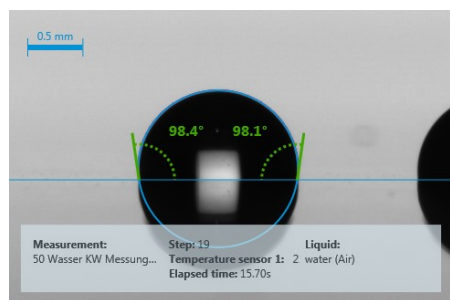 0.5 mm
98.4° 98.1°
Measurement: Step: 19 Liquid:
50 Wasser KW Messung... Temperature sensor 1: 2 water (Air)
Elapsed time: 15.70s